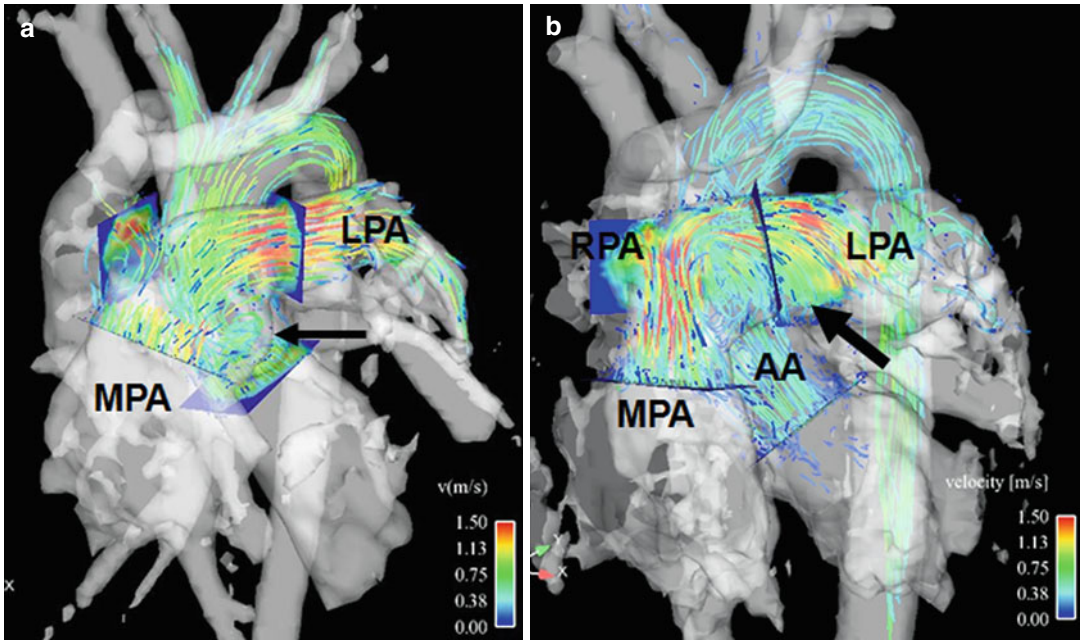 a
LPA
MPA
v(m/s)
1.50
1.13
0.75
0.38
0.00
X
b
RPA
LPA
AA
MPA
velocity [m/s]
1.50
1.13
0.75
0.38
0.00
Y
X